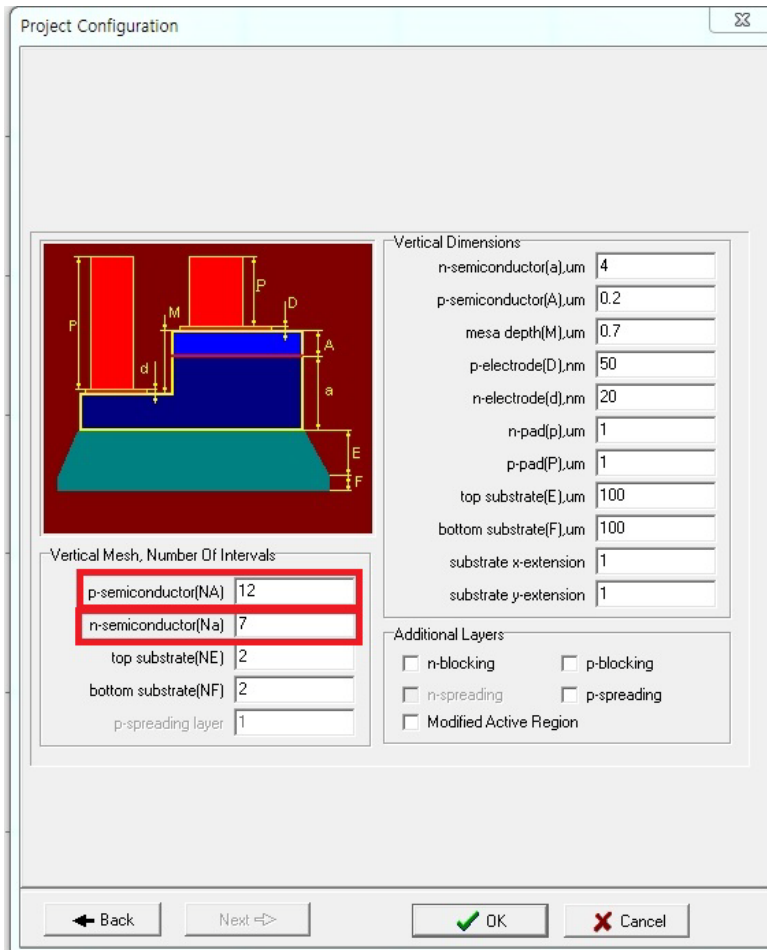 Project Configuration
P
M
P
D
d
A
a
E
F
Vertical Dimensions
n-semiconductor(a),um 4
p-semiconductor(A),um 0.2
mesa depth(M),um 0.7
p-electrode(D),nm 50
n-electrode(d),nm 20
n-pad(p),um 1
p-pad(P),um 1
top substrate(E),um 100
bottom substrate(F),um 100
substrate x-extension 1
substrate y-extension 1
Vertical Mesh, Number Of Intervals
p-semiconductor(NA) 12
n-semiconductor(Na) 7
top substrate(NE) 2
bottom substrate(NF) 2
p-spreading layer 1
Additional Layers
n-blocking p-blocking
n-spreading p-spreading
Modified Active Region
Back Next OK Cancel